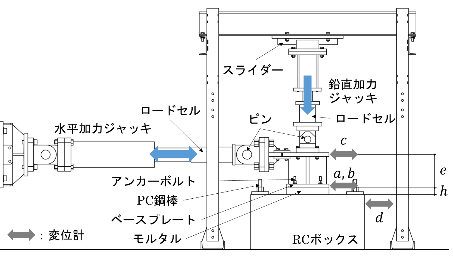 スライダー
鉛直加力
ジャッキ
ロードセル
水平加力ジャッキ
ピン
ロードセル
c
アンカーボルト
a, b
e
PC鋼棒
h
ベースプレート
d
モルタル
RCボックス
：変位計